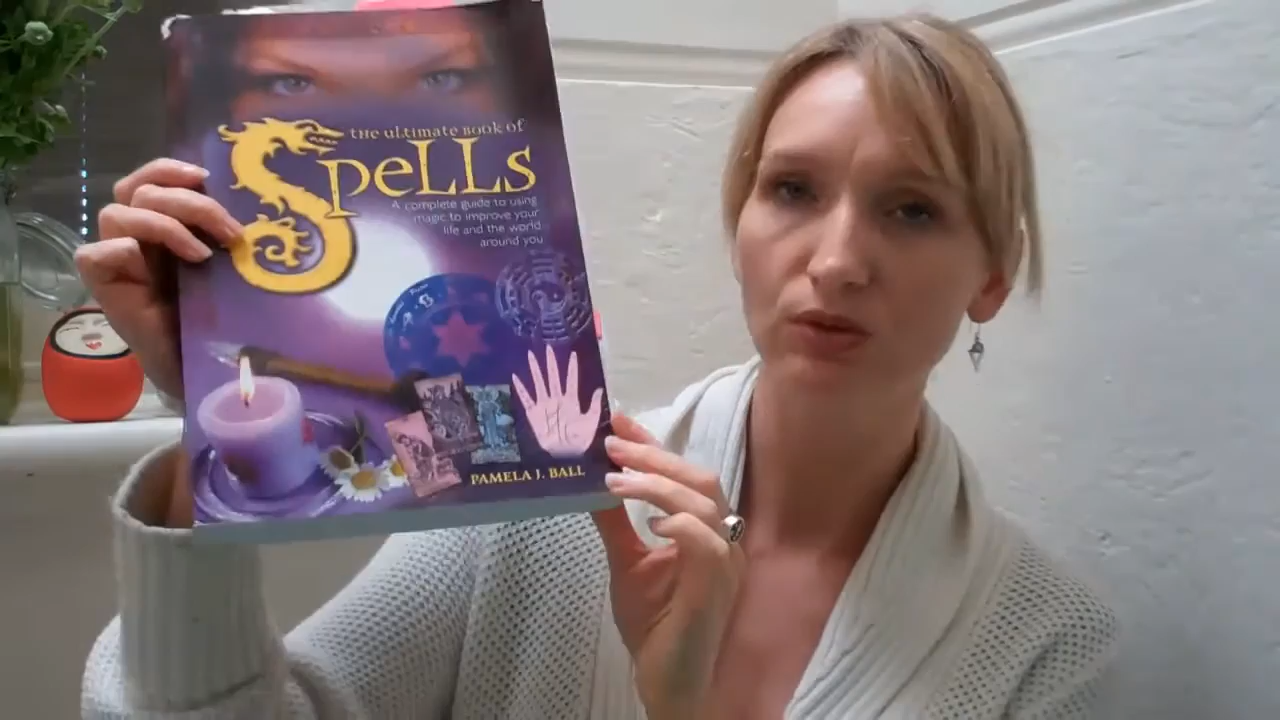 THE ULTIMATE BOOK OF
SPELLS
A complete guide to using
magic to improve your
life and the world
around you
PAMELA J. BALL